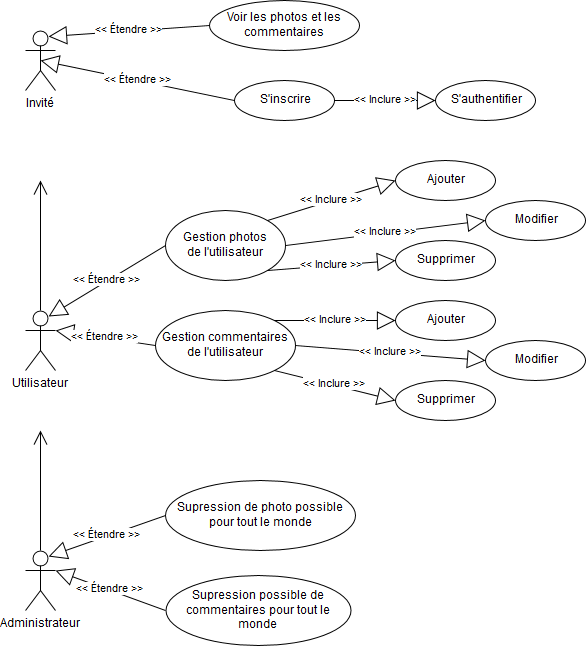 Voir les photos et les
commentaires
<< Étendre >>
<< Étendre >>
Invité
S'inscrire
<< Inclure >>
S'authentifier
Ajouter
<< Inclure >>
Modifier
<< Inclure >>
Gestion photos
de l'utilisateur
<< Inclure >>
Supprimer
<< Étendre >>
Ajouter
<< Inclure >>
<< Étendre >>
Gestion commentaires
de l'utilisateur
<< Inclure >>
Modifier
Utilisateur
<< Inclure >>
Supprimer
Supression de photo possible
pour tout le monde
<< Étendre >>
<< Étendre >>
Supression possible de
commentaires pour tout le
monde
Administrateur